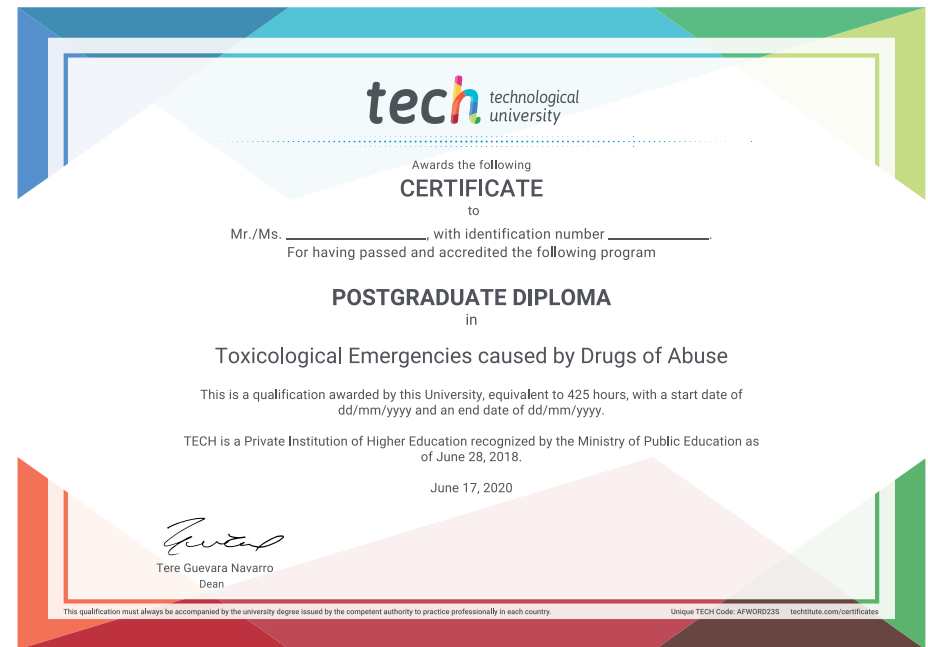 tech technological
university
Awards the following
CERTIFICATE
to
Mr./Ms. ____________________, with identification number ______________.
For having passed and accredited the following program
POSTGRADUATE DIPLOMA
in
Toxicological Emergencies caused by Drugs of Abuse
This is a qualification awarded by this University, equivalent to 425 hours, with a start date of
dd/mm/yyyy and an end date of dd/mm/yyyy.
TECH is a Private Institution of Higher Education recognized by the Ministry of Public Education as
of June 28, 2018.
June 17, 2020
Tere Guevara Navarro
Dean
This qualification must always be accompanied by the university degree issued by the competent authority to practice professionally in each country.
Unique TECH Code: AFWORD23S techtitute.com/certificates